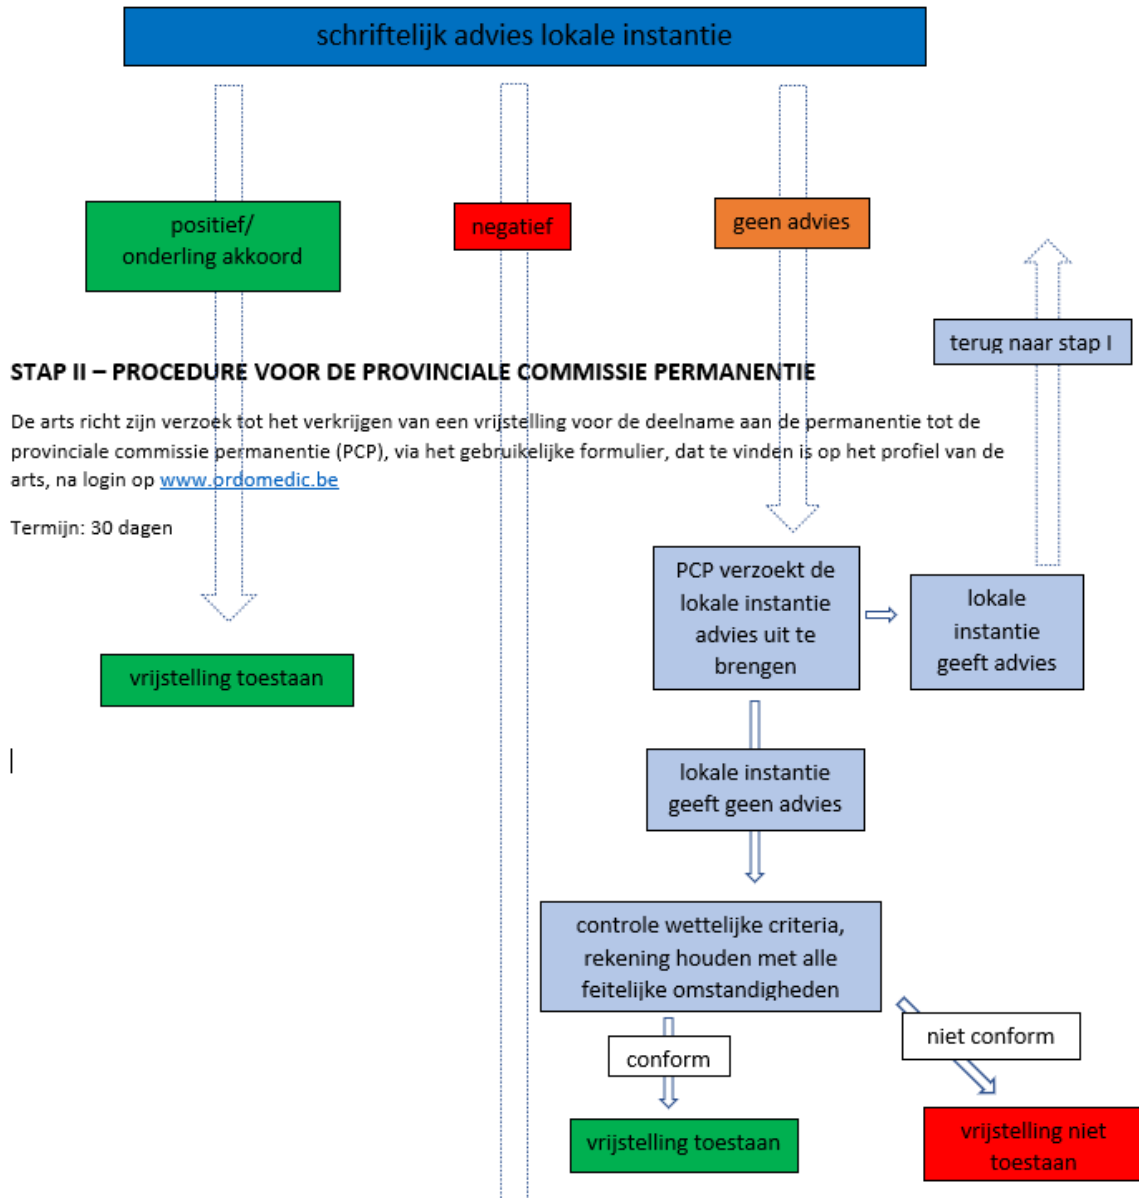 schriftelijk advies lokale instantie
positief/
onderling akkoord
negatief
geen advies
terug naar stap I
STAP II – PROCEDURE VOOR DE PROVINCIALE COMMISSIE PERMANENTIE
De arts richt zijn verzoek tot het verkrijgen van een vrijstelling voor de deelname aan de permanentie tot de
provinciale commissie permanentie (PCP), via het gebruikelijke formulier, dat te vinden is op het profiel van de
arts, na login op www.ordomedic.be
Termijn: 30 dagen
PCP verzoekt de
lokale instantie
advies uit te
brengen
lokale
instantie
geeft advies
vrijstelling toestaan
lokale instantie
geeft geen advies
controle wettelijke criteria,
rekening houden met alle
feitelijke omstandigheden
conform
niet conform
vrijstelling toestaan
vrijstelling niet
toestaan